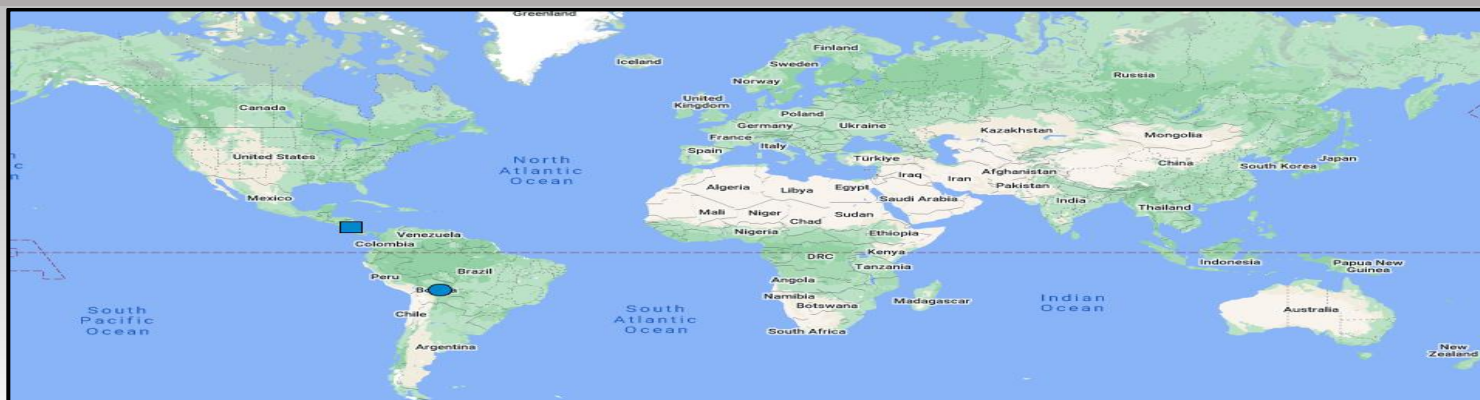 Greenland
Iceland
Finland
Sweden
Norway
Russia
United
Kingdom
Canada
Poland
Germany
Ukraine
France
Kazakhstan
Mongolia
Italy
Spain
Türkiye
United States
North
Atlantic
Ocean
China
South Korea
Japan
Afghanistan
Iraq
Iran
Pakistan
Algeria
Libya
Egypt
Saudi Arabia
India
Mexico
Mali
Niger
Chad
Sudan
Thailand
Venezuela
Colombia
Nigeria
Ethiopia
DRC
Kenya
Tanzania
Indonesia
Papua New
Guinea
Peru
Brazil
Angola
Namibia
Botswana
Madagascar
Indian
Ocean
South
Pacific
Ocean
Chile
South
Atlantic
Ocean
South Africa
Australia
Argentina
New
Zealand